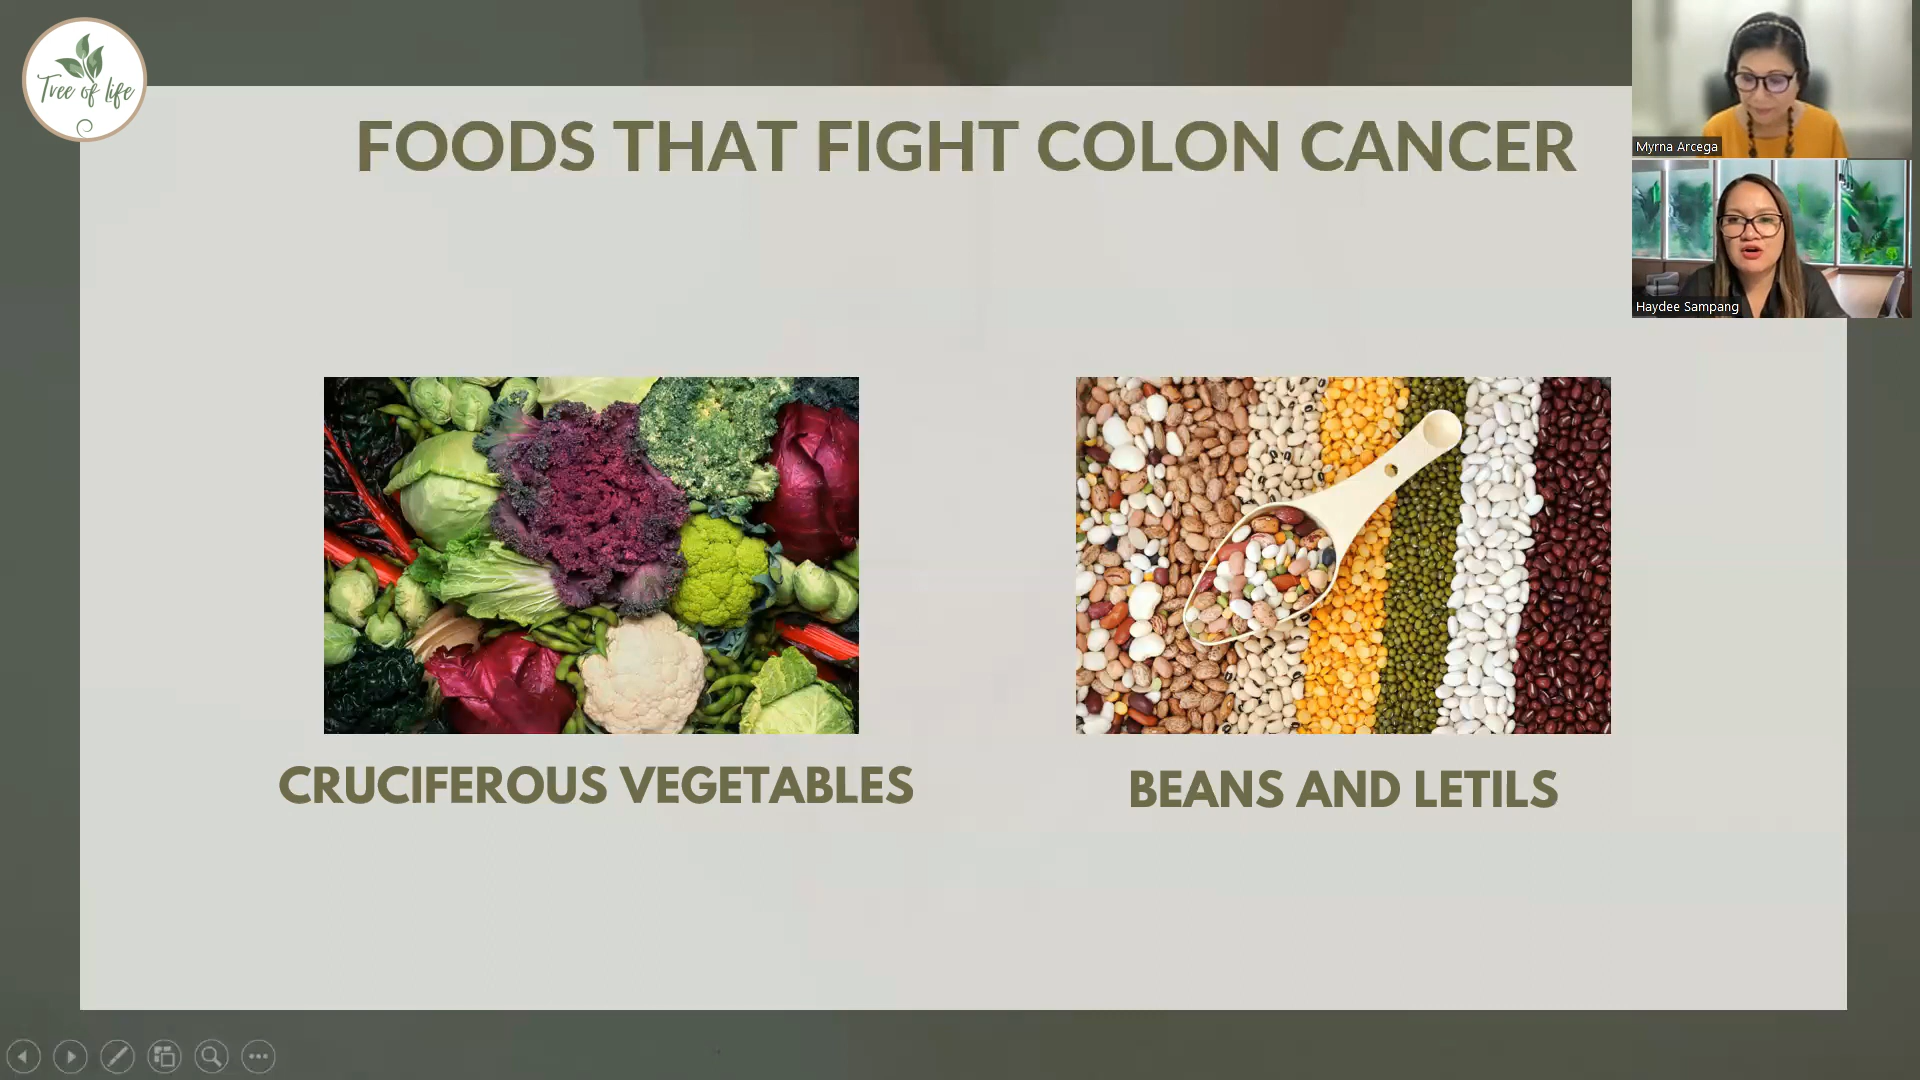 Tree of life
FOODS THAT FIGHT COLON CANCER
Myrna Arcega
Haydee Sampang
CRUCIFEROUS VEGETABLES
BEANS AND LETILS